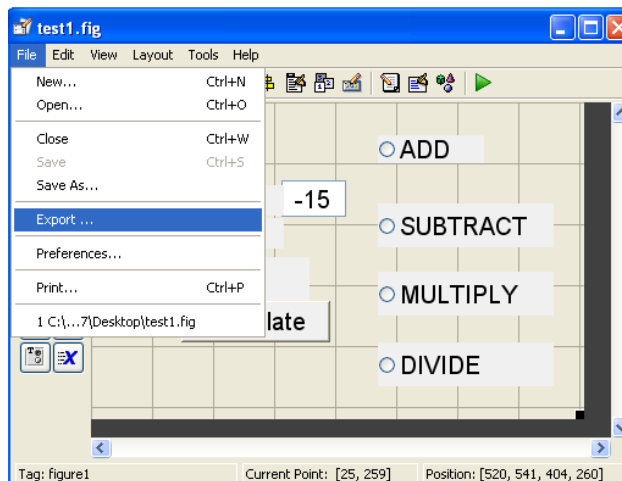 test1.fig
File Edit View Layout Tools Help
New... Ctrl+N
Open... Ctrl+O
Close Ctrl+W
Save Ctrl+S
Save As...
Export ...
Preferences...
Print... Ctrl+P
1 C:\...7\Desktop\test1.fig
ADD
-15
SUBTRACT
MULTIPLY
late
DIVIDE
Tag: figure1 Current Point: [25, 259] Position: [520, 541, 404, 260]